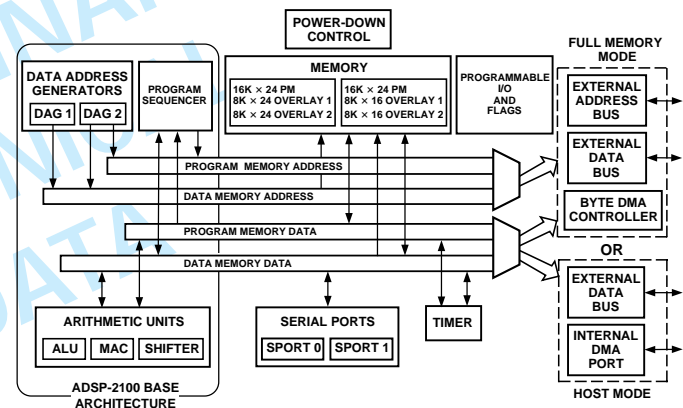 POWER-DOWN
CONTROL
FULL MEMORY
MODE
DATA ADDRESS
GENERATORS
DAG 1
DAG 2
PROGRAM
SEQUENCER
MEMORY
16K × 24 PM
8K × 24 OVERLAY 1
8K × 24 OVERLAY 2
16K × 24 PM
8K × 16 OVERLAY 1
8K × 16 OVERLAY 2
PROGRAMMABLE
I/O
AND
FLAGS
EXTERNAL
ADDRESS
BUS
EXTERNAL
DATA
BUS
BYTE DMA
CONTROLLER
PROGRAM MEMORY ADDRESS
DATA MEMORY ADDRESS
PROGRAM MEMORY DATA
DATA MEMORY DATA
OR
EXTERNAL
DATA
BUS
INTERNAL
DMA
PORT
HOST MODE
ARITHMETIC UNITS
ALU
MAC
SHIFTER
SERIAL PORTS
SPORT 0
SPORT 1
TIMER
ADSP-2100 BASE
ARCHITECTURE
DATA